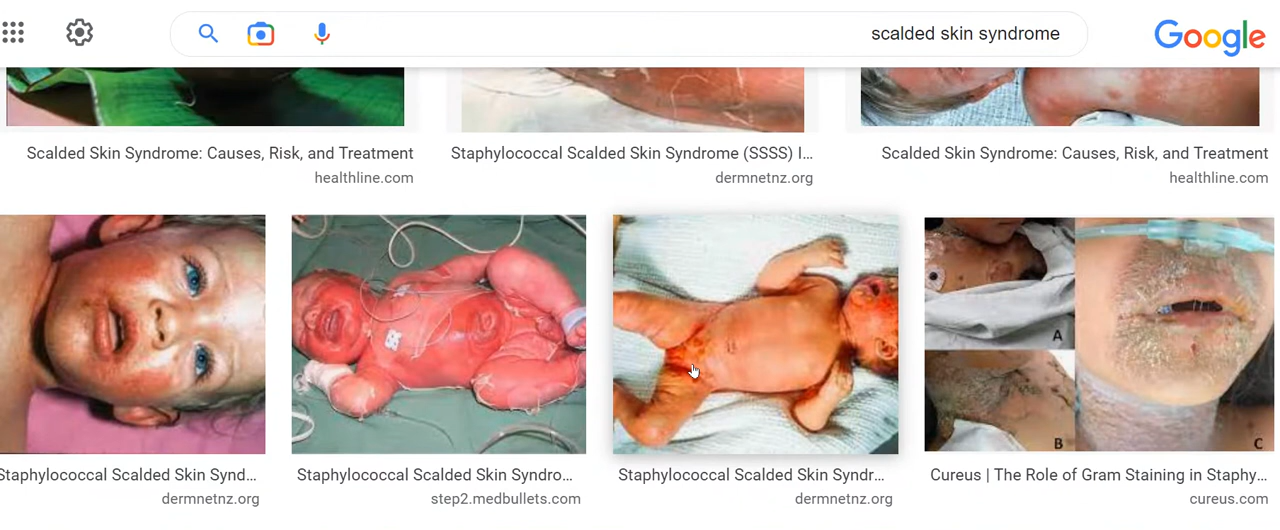 scalded skin syndrome
Google
Scalded Skin Syndrome: Causes, Risk, and Treatment
healthline.com
Staphylococcal Scalded Skin Syndrome (SSSS) I...
dermnetnz.org
Scalded Skin Syndrome: Causes, Risk, and Treatment
healthline.com
A
B
C
Staphylococcal Scalded Skin Synd...
dermnetnz.org
Staphylococcal Scalded Skin Syndro...
step2.medbullets.com
Staphylococcal Scalded Skin Syndr...
dermnetnz.org
Cureus | The Role of Gram Staining in Staphy...
cureus.com